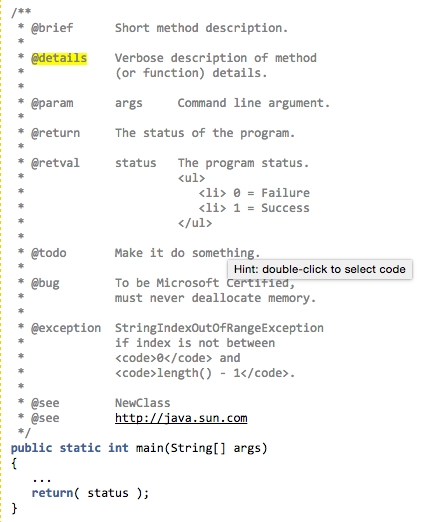 /**
 * @brief     Short method description.
 *
 * @details   Verbose description of method
 *            (or function) details.
 *
 * @param     args     Command line argument.
 *
 * @return    The status of the program.
 *
 * @retval    status   The program status.
 *                     <ul>
 *                        <li> 0 = Failure
 *                        <li> 1 = Success
 *                     </ul>
 *
 * @todo      Make it do something.
Hint: double-click to select code
 *
 * @bug       To be Microsoft Certified,
 *            must never deallocate memory.
 *
 * @exception StringIndexOutOfRangeException
 *            if index is not between
 *            <code>0</code> and
 *            <code>length() - 1</code>.
 *
 * @see       NewClass
 * @see       http://java.sun.com
 */
public static int main(String[] args)
{
   ...
   return( status );
}